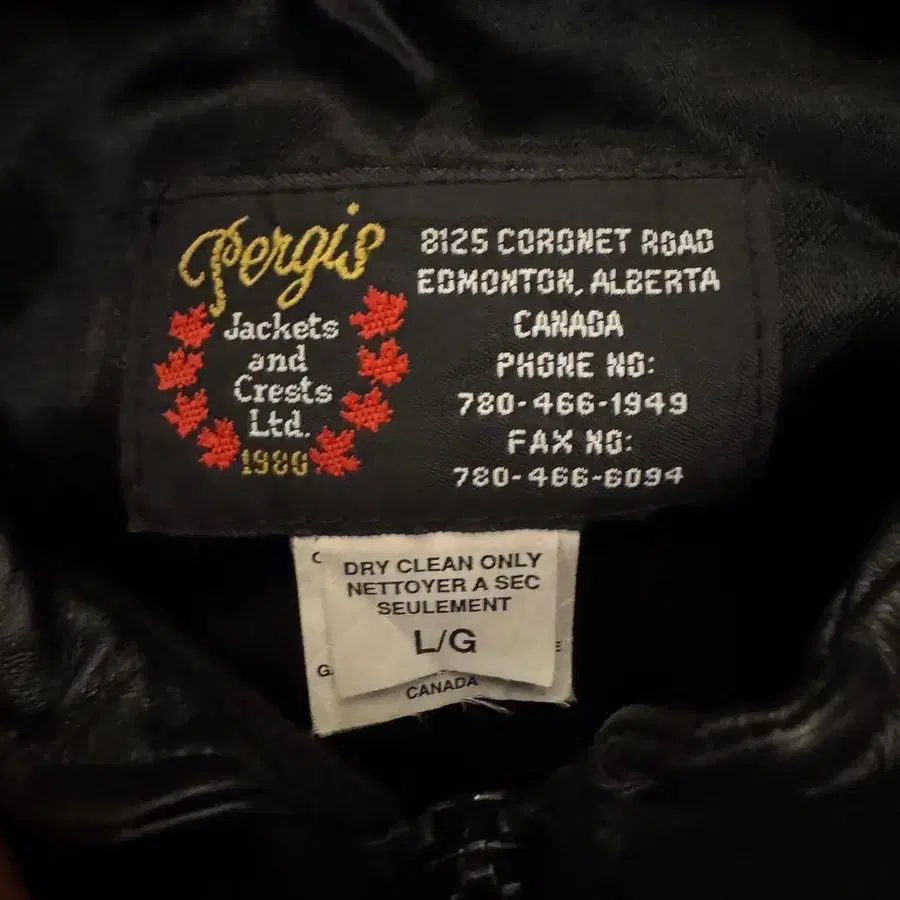 Pergis
Jackets
and
Crests
Ltd.
1980
8125 CORONET ROAD
EDMONTON, ALBERTA
CANADA
PHONE NO:
780-466-1949
FAX NO:
780-466-6094
DRY CLEAN ONLY
NETTOYER A SEC
SEULEMENT
L/G
CANADA